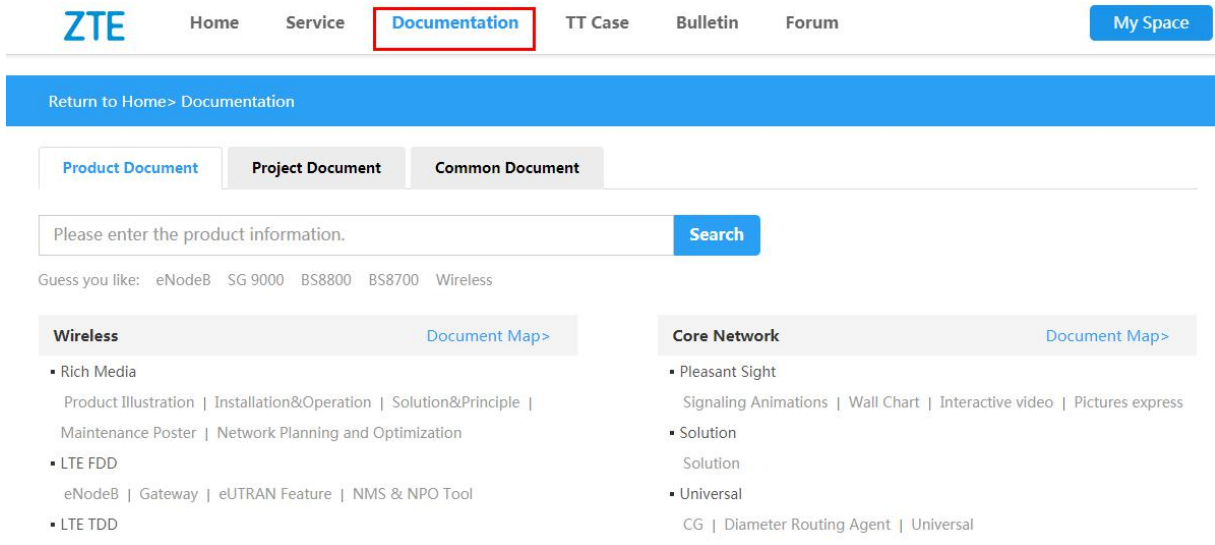 ZTE Home Service Documentation TT Case Bulletin Forum My Space
Return to Home> Documentation
Product Document Project Document Common Document
Please enter the product information. Search
Guess you like: eNodeB SG 9000 BS8800 BS8700 Wireless
Wireless Document Map>
▪ Rich Media
Product Illustration | Installation&Operation | Solution&Principle |
Maintenance Poster | Network Planning and Optimization
▪ LTE FDD
eNodeB | Gateway | eUTRAN Feature | NMS & NPO Tool
▪ LTE TDD
Core Network Document Map>
▪ Pleasant Sight
Signaling Animations | Wall Chart | Interactive video | Pictures express
▪ Solution
Solution
▪ Universal
CG | Diameter Routing Agent | Universal